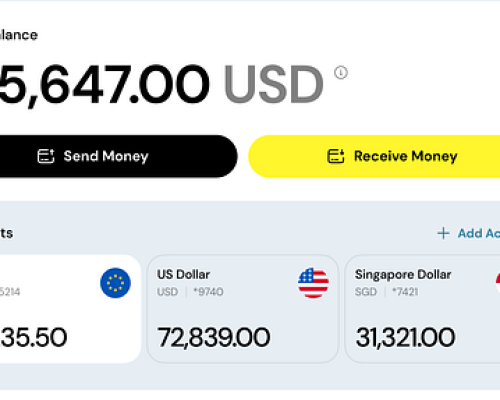 lance
5,647.00 USD
Send Money
Receive Money
ts
+ Add Ac
5214
US Dollar
USD | *9740
Singapore Dollar
SGD | *7421
35.50
72,839.00
31,321.00